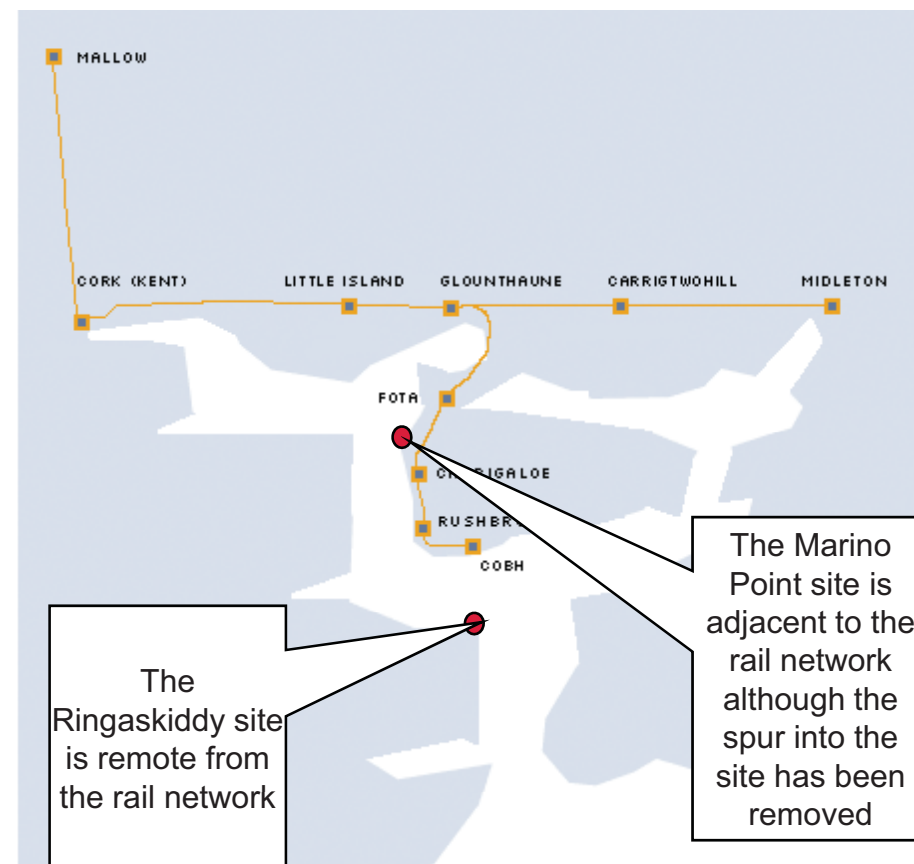 MALLOW
CORK (KENT)
LITTLE ISLAND
GLOUNTHAUNE
CARRIGTWOHILL
MIDLETON
FOTA
COBH
The Marino
Point site is
adjacent to the
rail network
although the
spur into the
site has been
removed
The
Ringaskiddy site
is remote from
the rail network